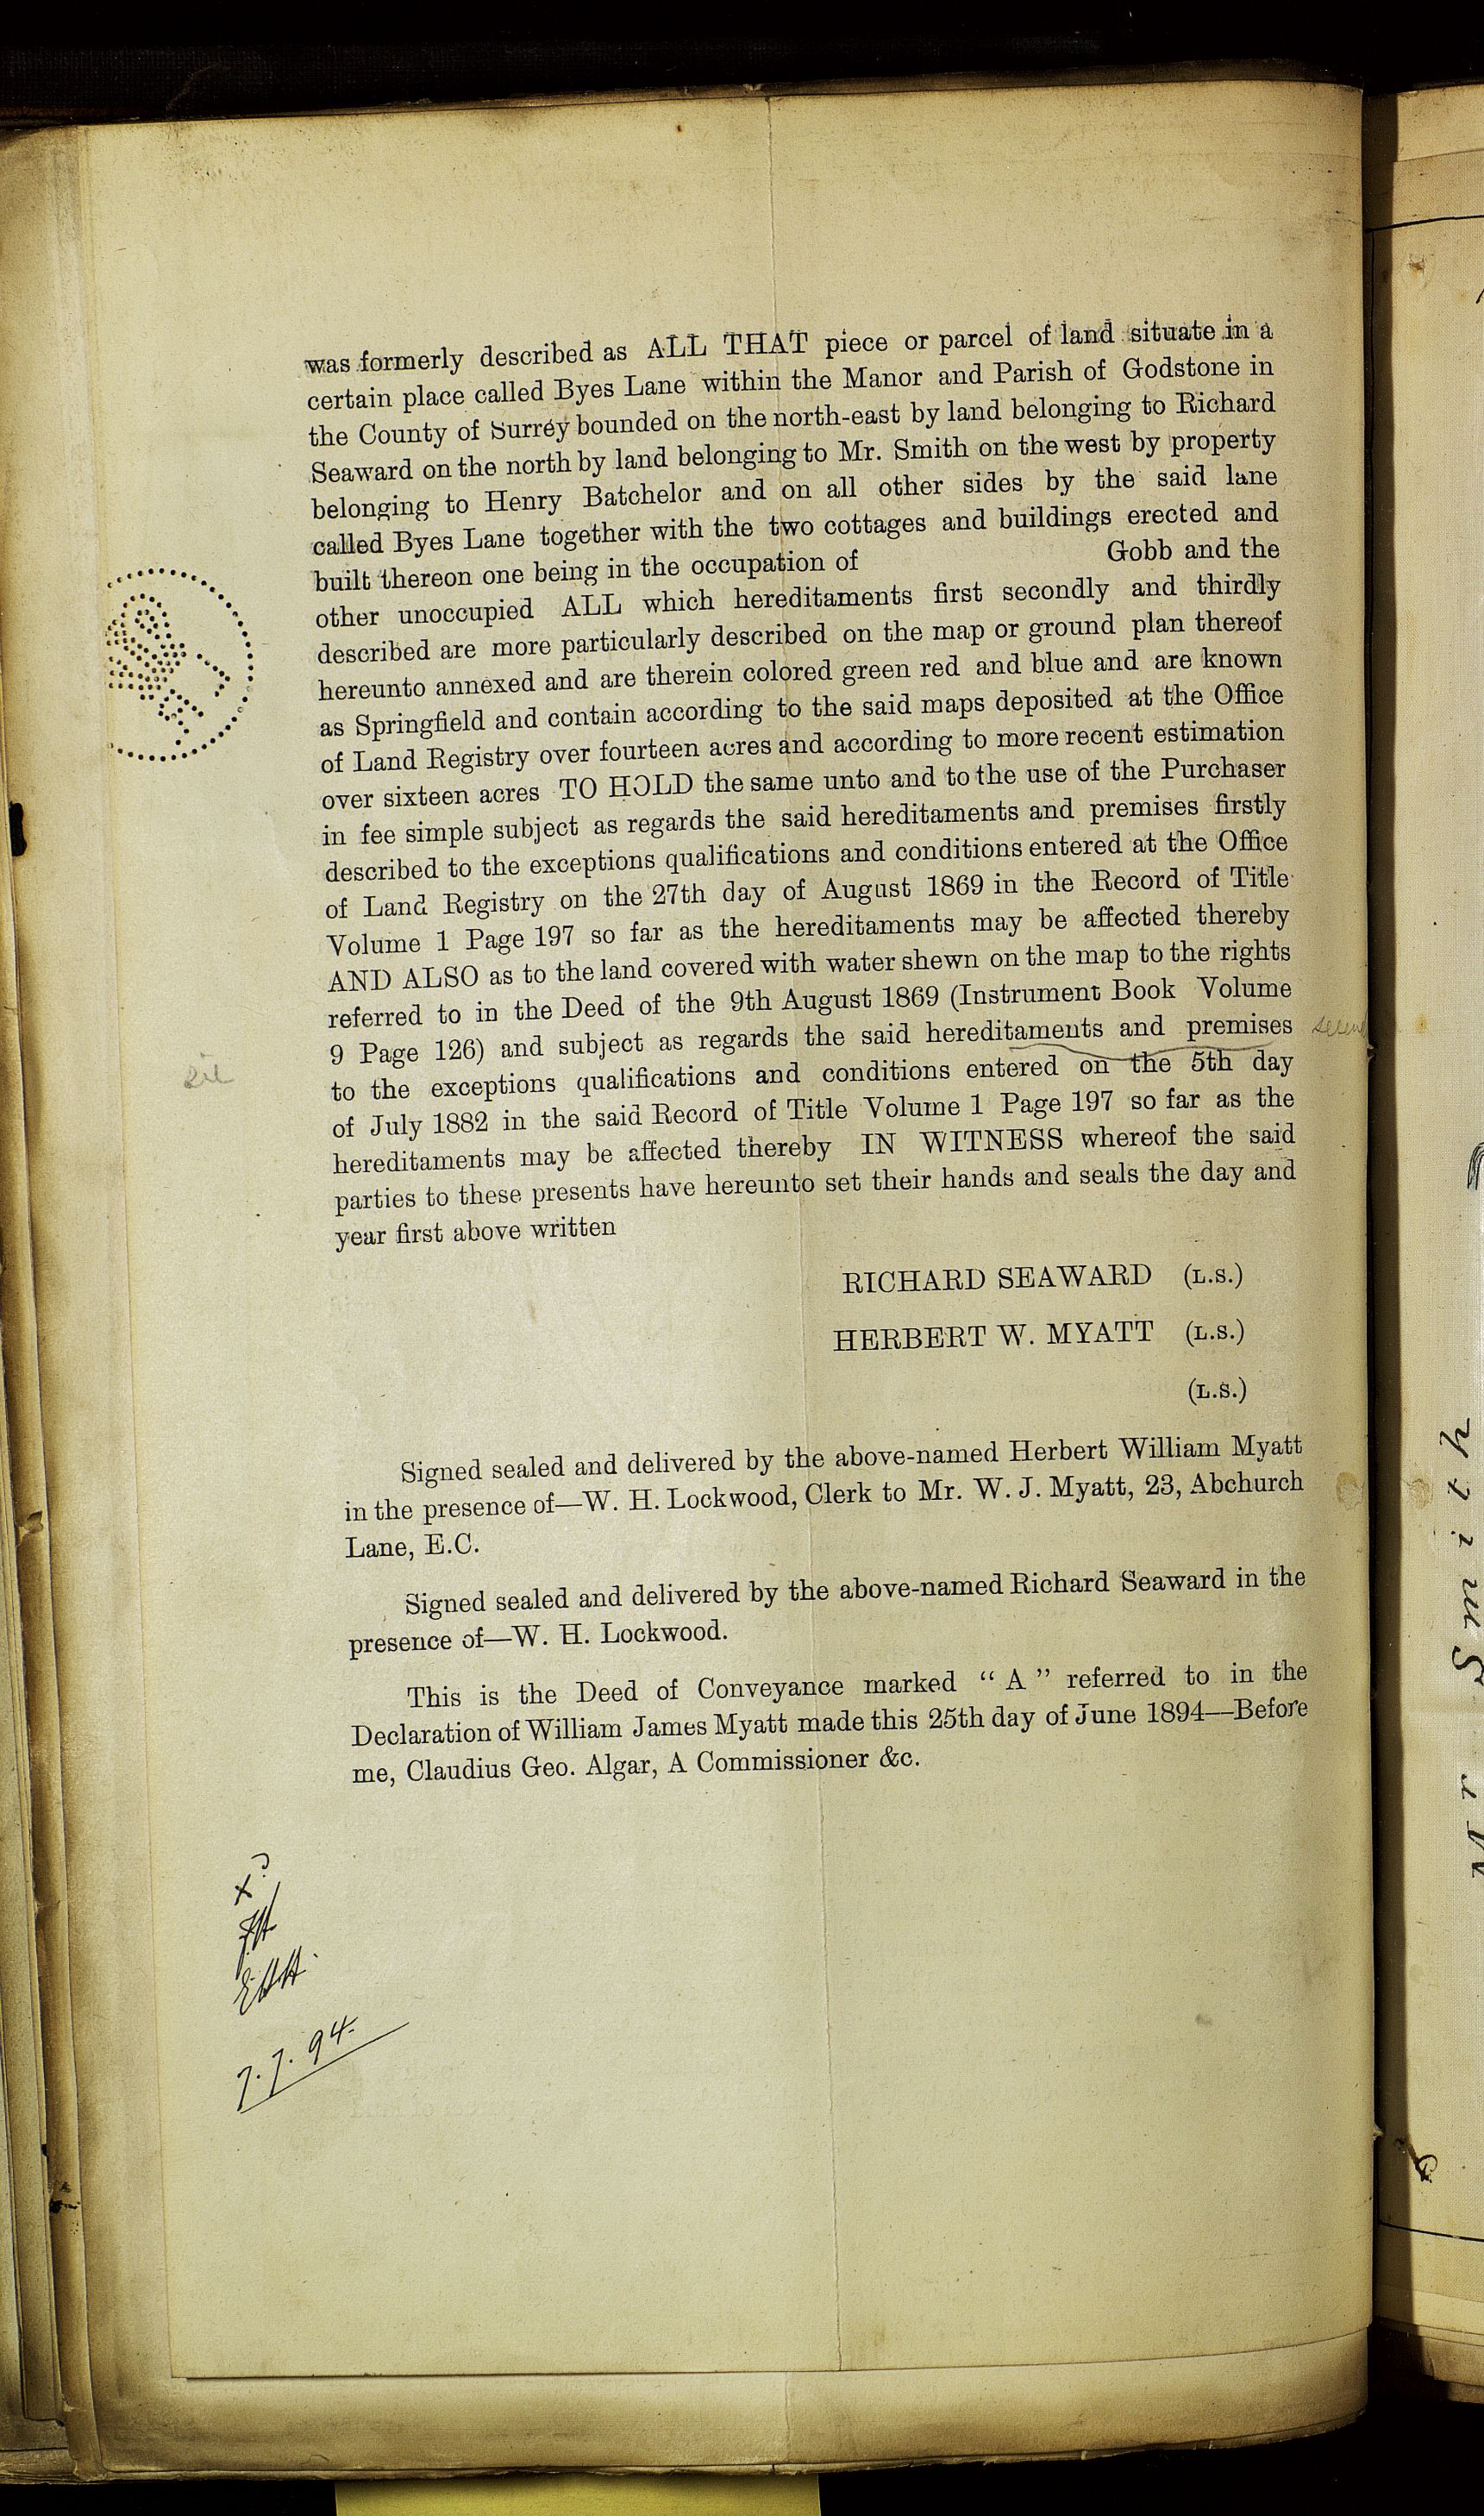 was formerly described as ALL THAT piece or parcel of land situate in a
certain place called Byes Lane within the Manor and Parish of Godstone in
the County of Surrey bounded on the north-east by land belonging to Richard
Seaward on the north by land belonging to Mr. Smith on the west by property
belonging to Henry Batchelor and on all other sides by the said lane
called Byes Lane together with the two cottages and buildings erected and
built thereon one being in the occupation of Gobb and the
other unoccupied ALL which hereditaments first secondly and thirdly
described are more particularly described on the map or ground plan thereof
hereunto annexed and are therein colored green red and blue and are known
as Springfield and contain according to the said maps deposited at the Office
of Land Registry over fourteen acres and according to more recent estimation
over sixteen acres TO HOLD the same unto and to the use of the Purchaser
in fee simple subject as regards the said hereditaments and premises firstly
described to the exceptions qualifications and conditions entered at the Office
of Land Registry on the 27th day of August 1869 in the Record of Title
Volume 1 Page 197 so far as the hereditaments may be affected thereby
AND ALSO as to the land covered with water shewn on the map to the rights
referred to in the Deed of the 9th August 1869 (Instrument Book Volume
9 Page 126) and subject as regards the said hereditaments and premises
to the exceptions qualifications and conditions entered on the 5th day
of July 1882 in the said Record of Title Volume 1 Page 197 so far as the
hereditaments may be affected thereby IN WITNESS whereof the said
parties to these presents have hereunto set their hands and seals the day and
year first above written
RICHARD SEAWARD (L.S.)
HERBERT W. MYATT (L.S.)
(L.S.)
Signed sealed and delivered by the above-named Herbert William Myatt
in the presence of—W. H. Lockwood, Clerk to Mr. W. J. Myatt, 23, Abchurch
Lane, E.C.
Signed sealed and delivered by the above-named Richard Seaward in the
presence of—W. H. Lockwood.
This is the Deed of Conveyance marked “ A ” referred to in the
Declaration of William James Myatt made this 25th day of June 1894—Before
me, Claudius Geo. Algar, A Commissioner &c.
7.7.94.
Mr Smith